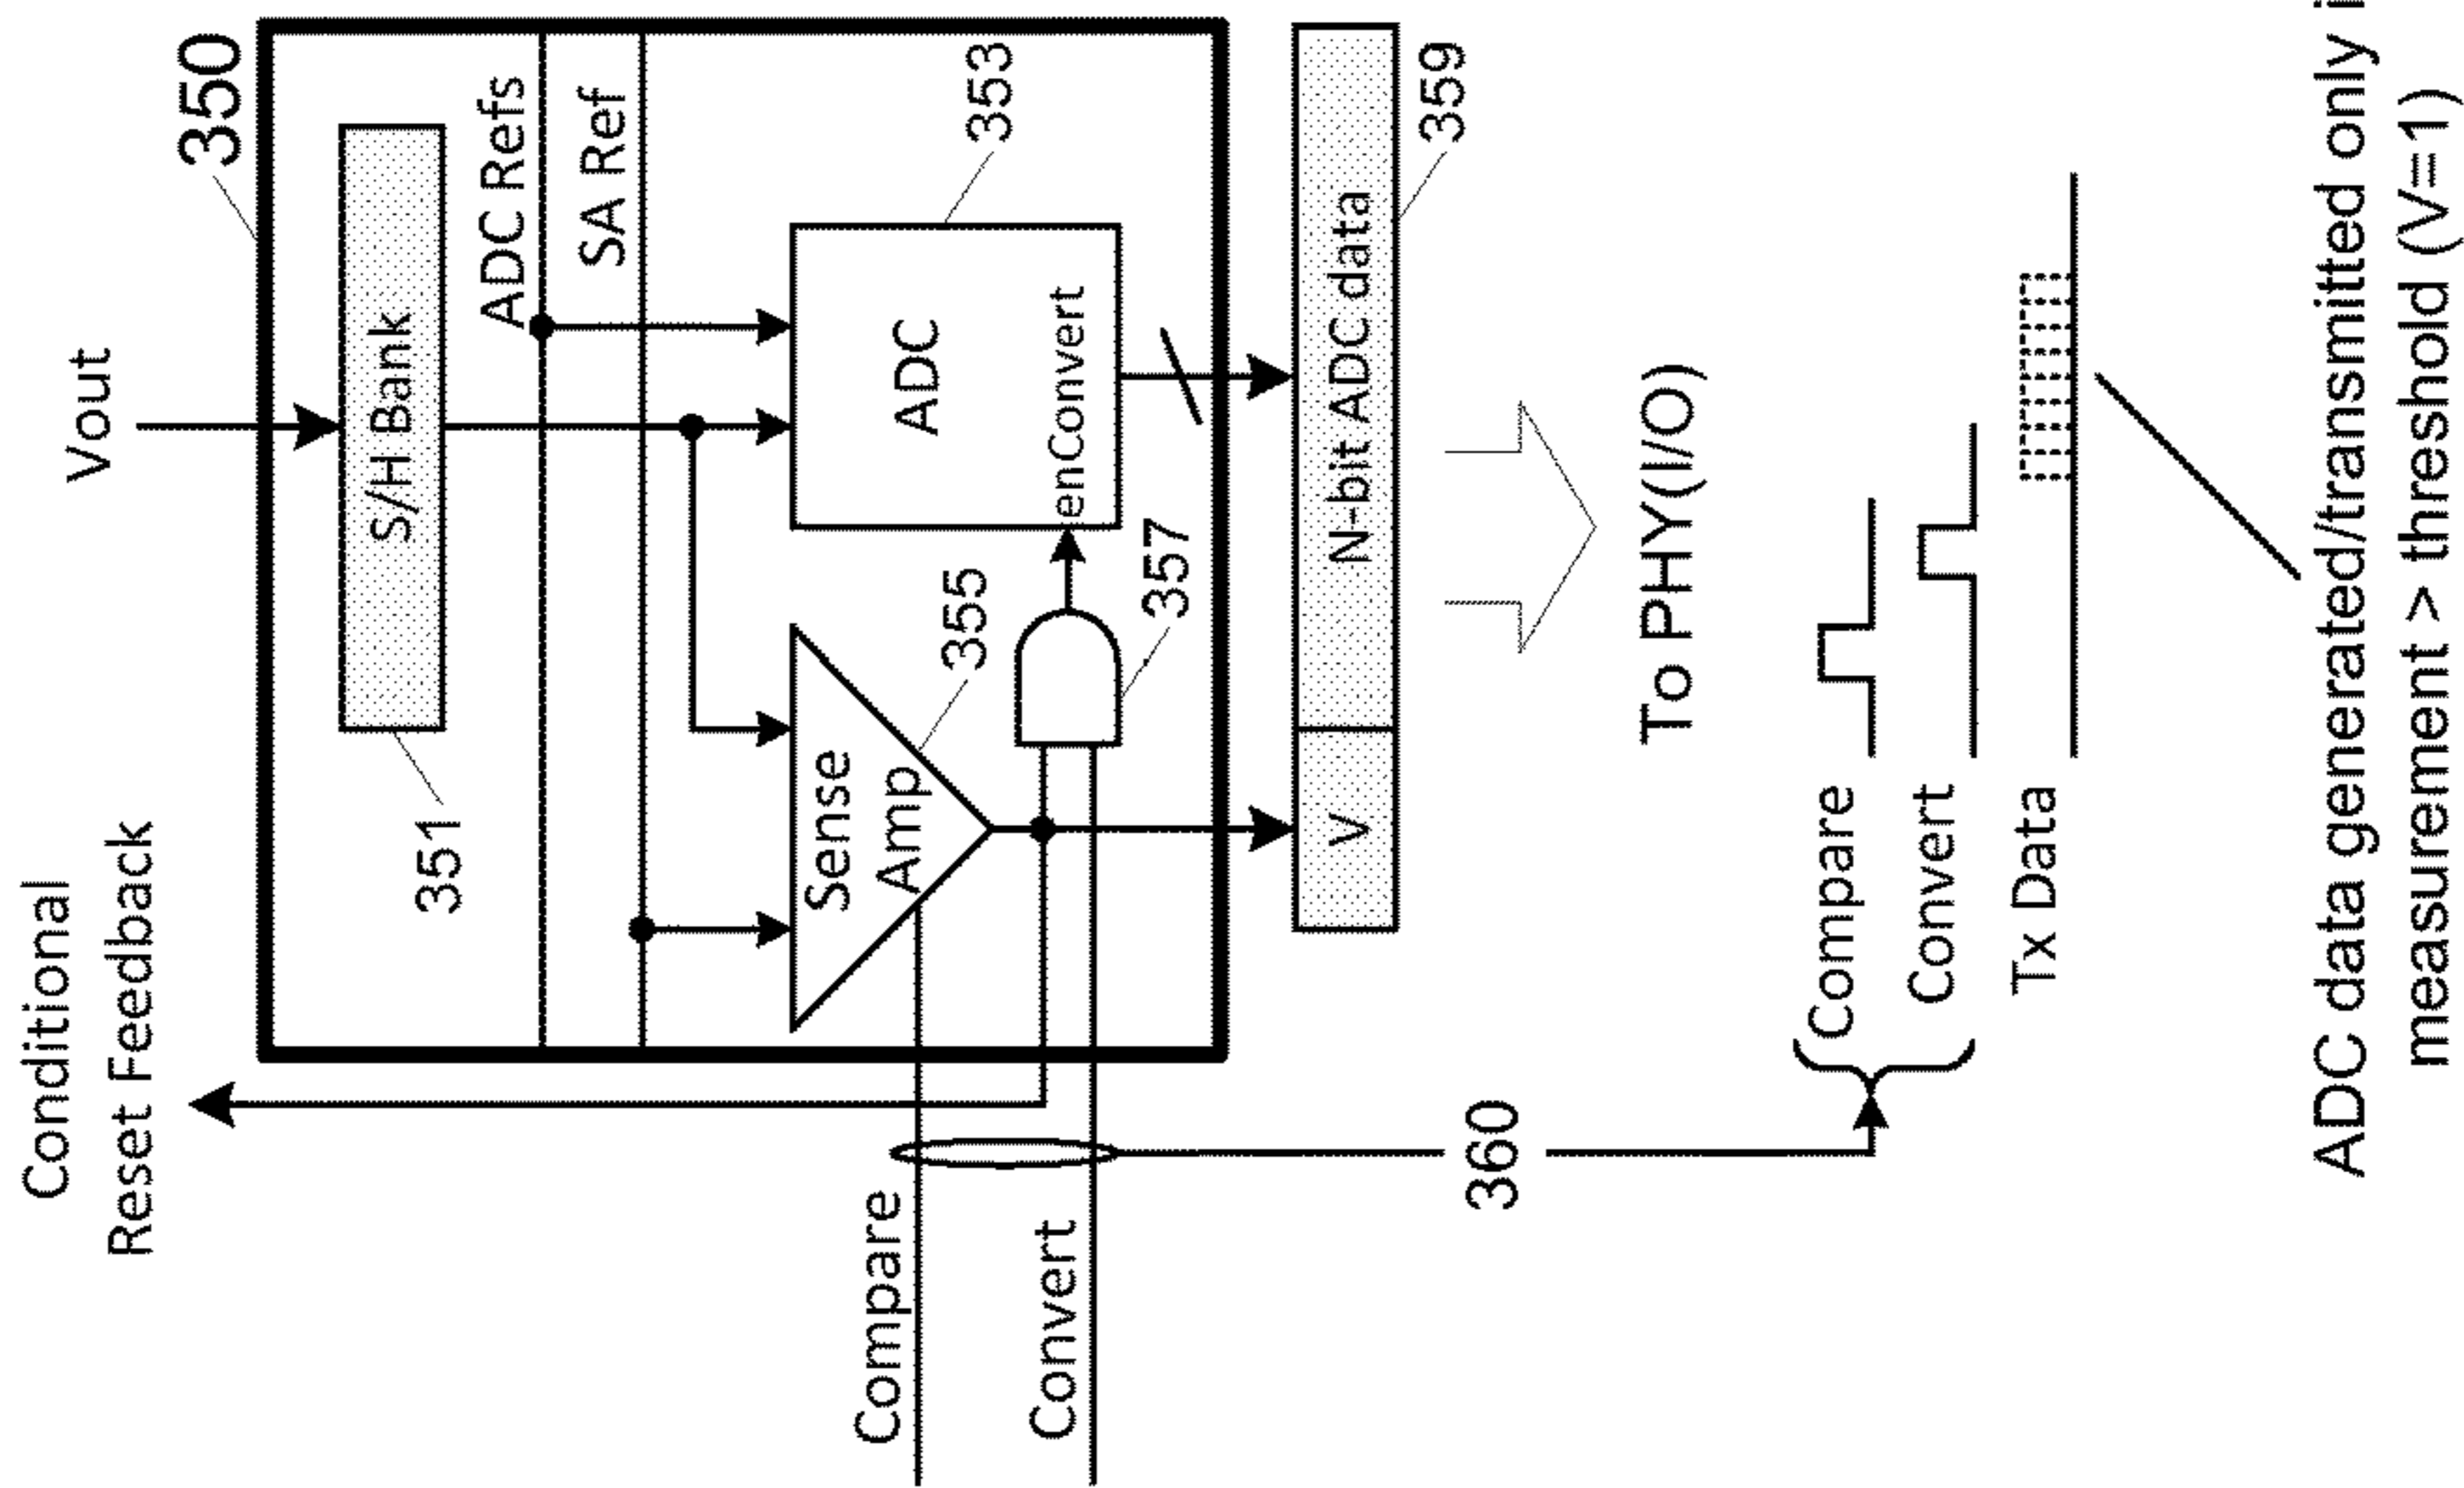 Conditional
Reset Feedback
Vout
350
S/H Bank
351
ADC Refs
SA Ref
Sense
Amp
355
ADC
enConvert
353
357
Compare
Convert
V
N-bit ADC data
359
360
To PHY(I/O)
Compare
Convert
Tx Data
ADC data generated/transmitted only i
measurement > threshold (V=1)